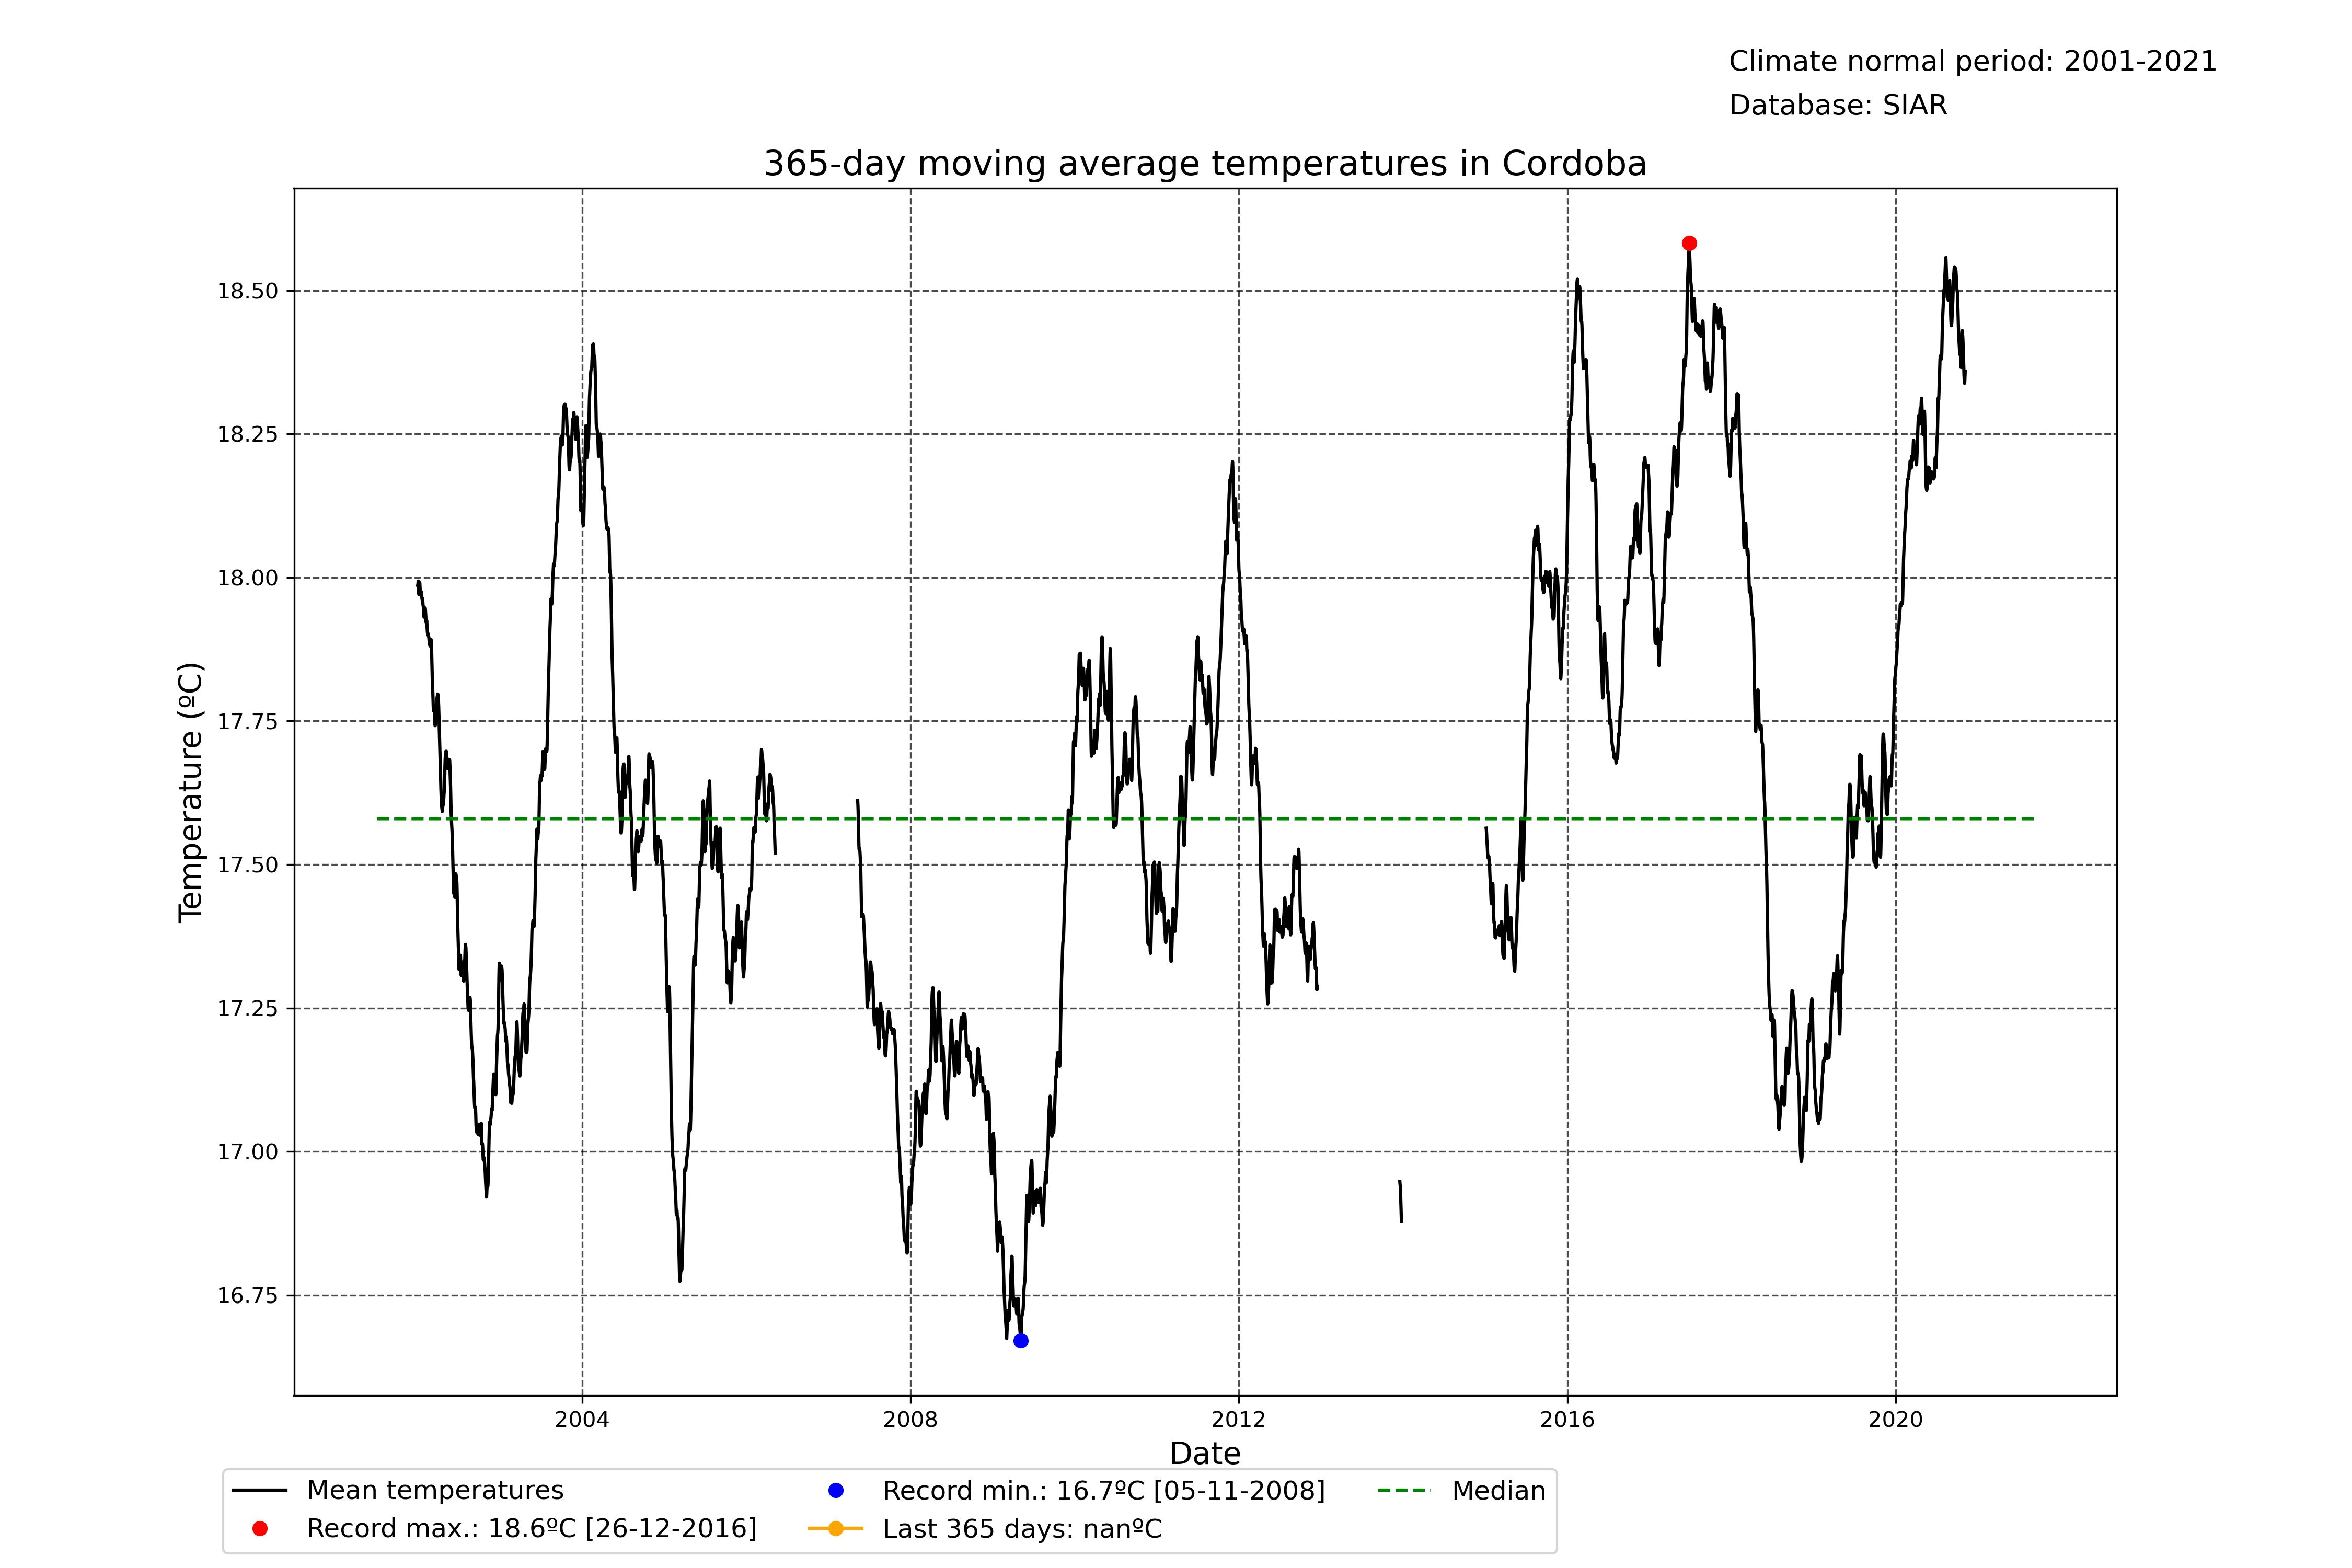 Climate normal period: 2001-2021
Database: SIAR
365-day moving average temperatures in Cordoba
Temperature (ºC)
18.50
18.25
18.00
17.75
17.50
17.25
17.00
16.75
2004 2008 2012 2016 2020
Date
Mean temperatures
Record max.: 18.6ºC [26-12-2016]
Record min.: 16.7ºC [05-11-2008]
Last 365 days: nanºC
Median